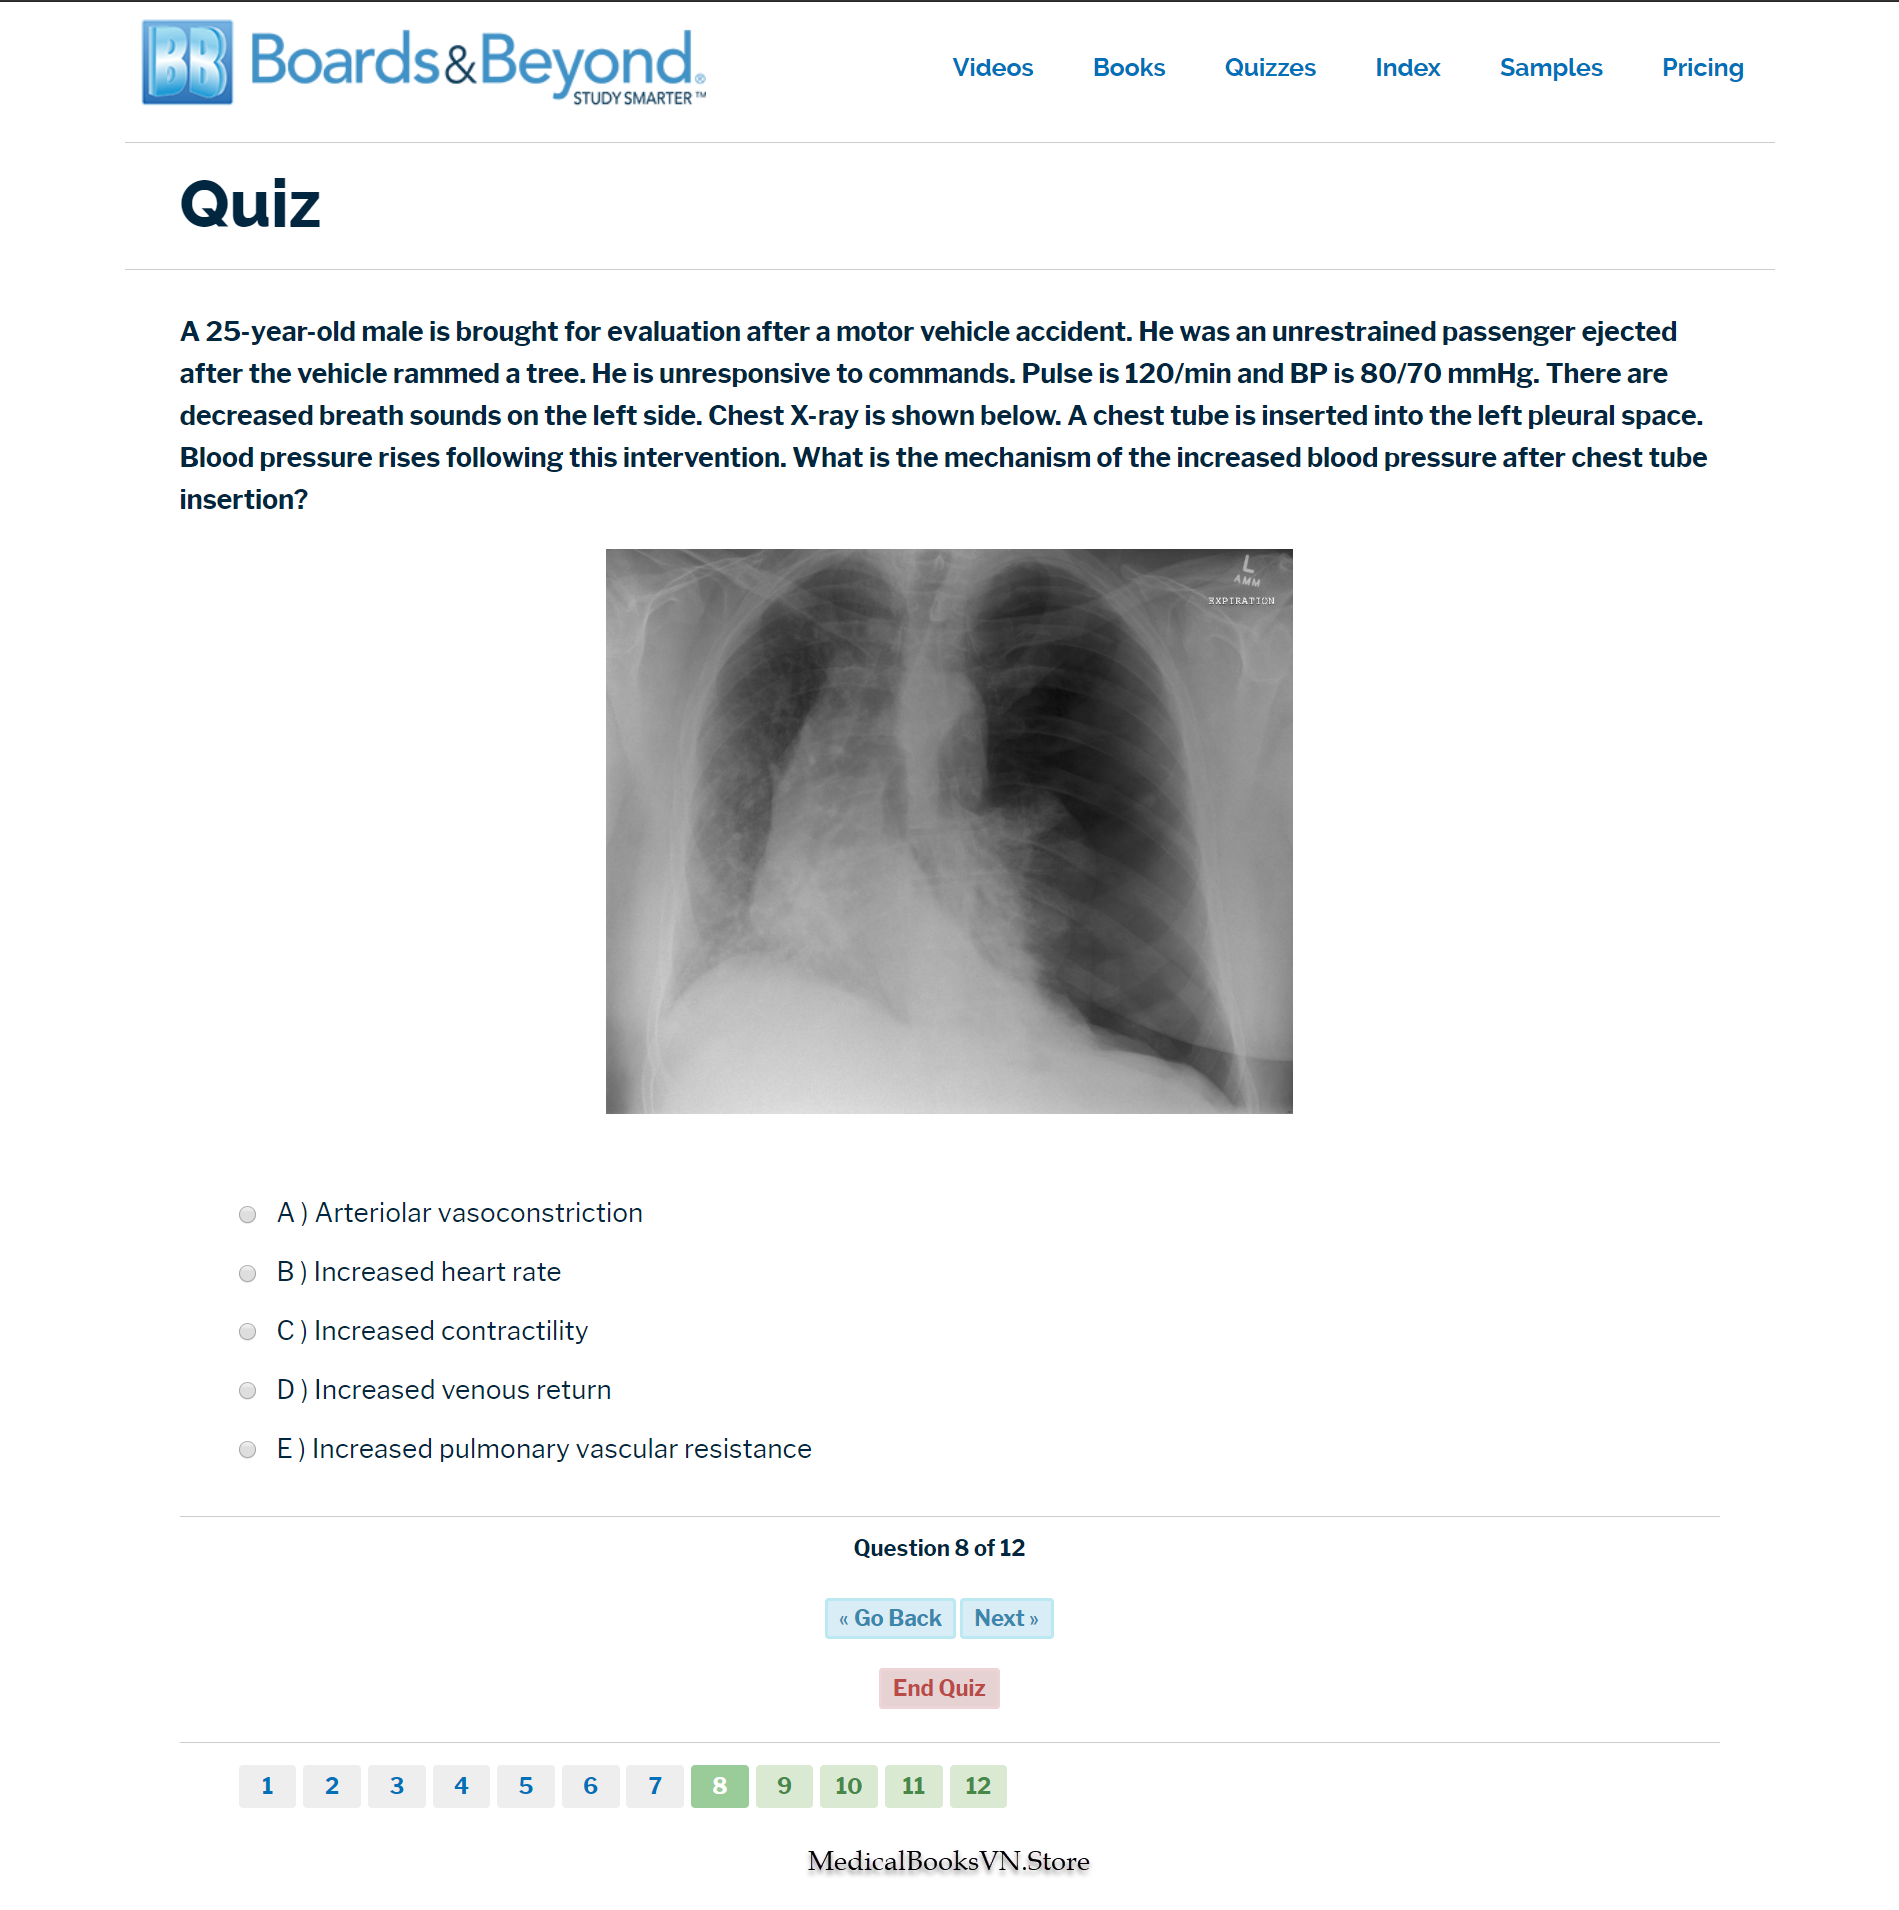 BB Boards&Beyond®
STUDY SMARTER™
Videos Books Quizzes Index Samples Pricing
Quiz
A 25-year-old male is brought for evaluation after a motor vehicle accident. He was an unrestrained passenger ejected
after the vehicle rammed a tree. He is unresponsive to commands. Pulse is 120/min and BP is 80/70 mmHg. There are
decreased breath sounds on the left side. Chest X-ray is shown below. A chest tube is inserted into the left pleural space.
Blood pressure rises following this intervention. What is the mechanism of the increased blood pressure after chest tube
insertion?
L
AMM
EXPIRATION
A ) Arteriolar vasoconstriction
B ) Increased heart rate
C ) Increased contractility
D ) Increased venous return
E ) Increased pulmonary vascular resistance
Question 8 of 12
« Go Back Next »
End Quiz
1 2 3 4 5 6 7 8 9 10 11 12
MedicalBooksVN.Store